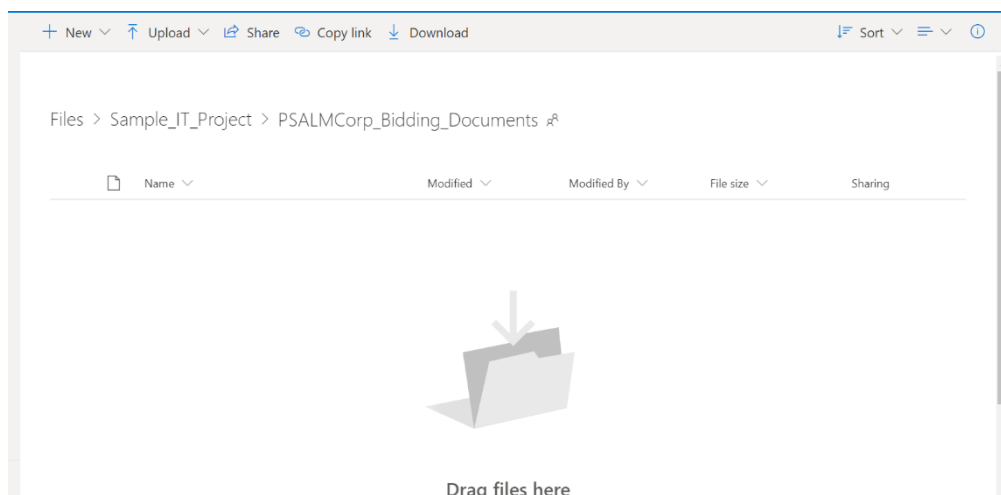 New Upload Share Copy link Download Sort
Files > Sample_IT_Project > PSALMCorp_Bidding_Documents
Name Modified Modified By File size Sharing
Drag files here